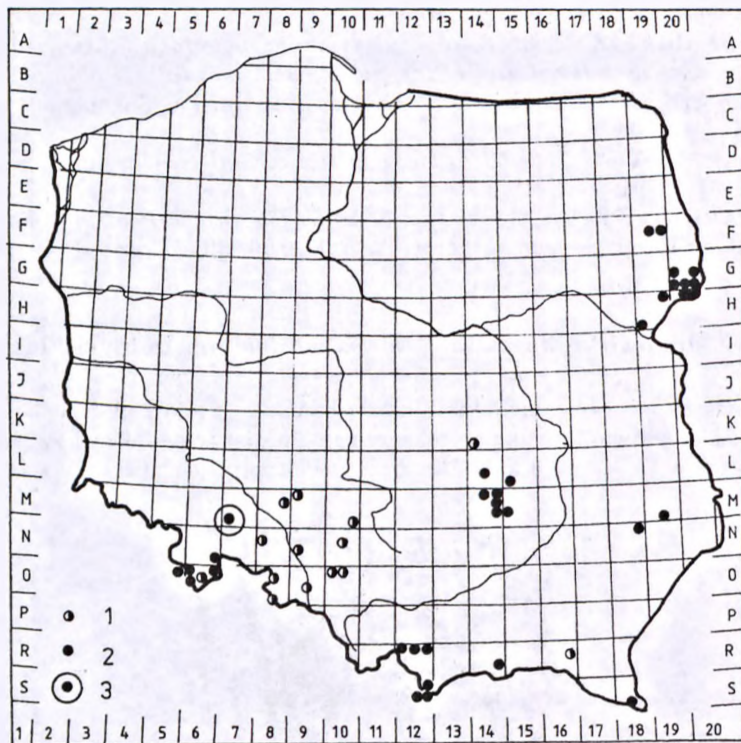 1 2 3 4 5 6 7 8 9 10 11 12 13 14 15 16 17 18 19 20
A A
B B
C C
D D
E E
F F
G G
H H
I I
J J
K K
L L
M M
N N
O O
P P
R R
S S
1
2
3
1 2 3 4 5 6 7 8 9 10 11 12 13 14 15 16 17 18 19 20